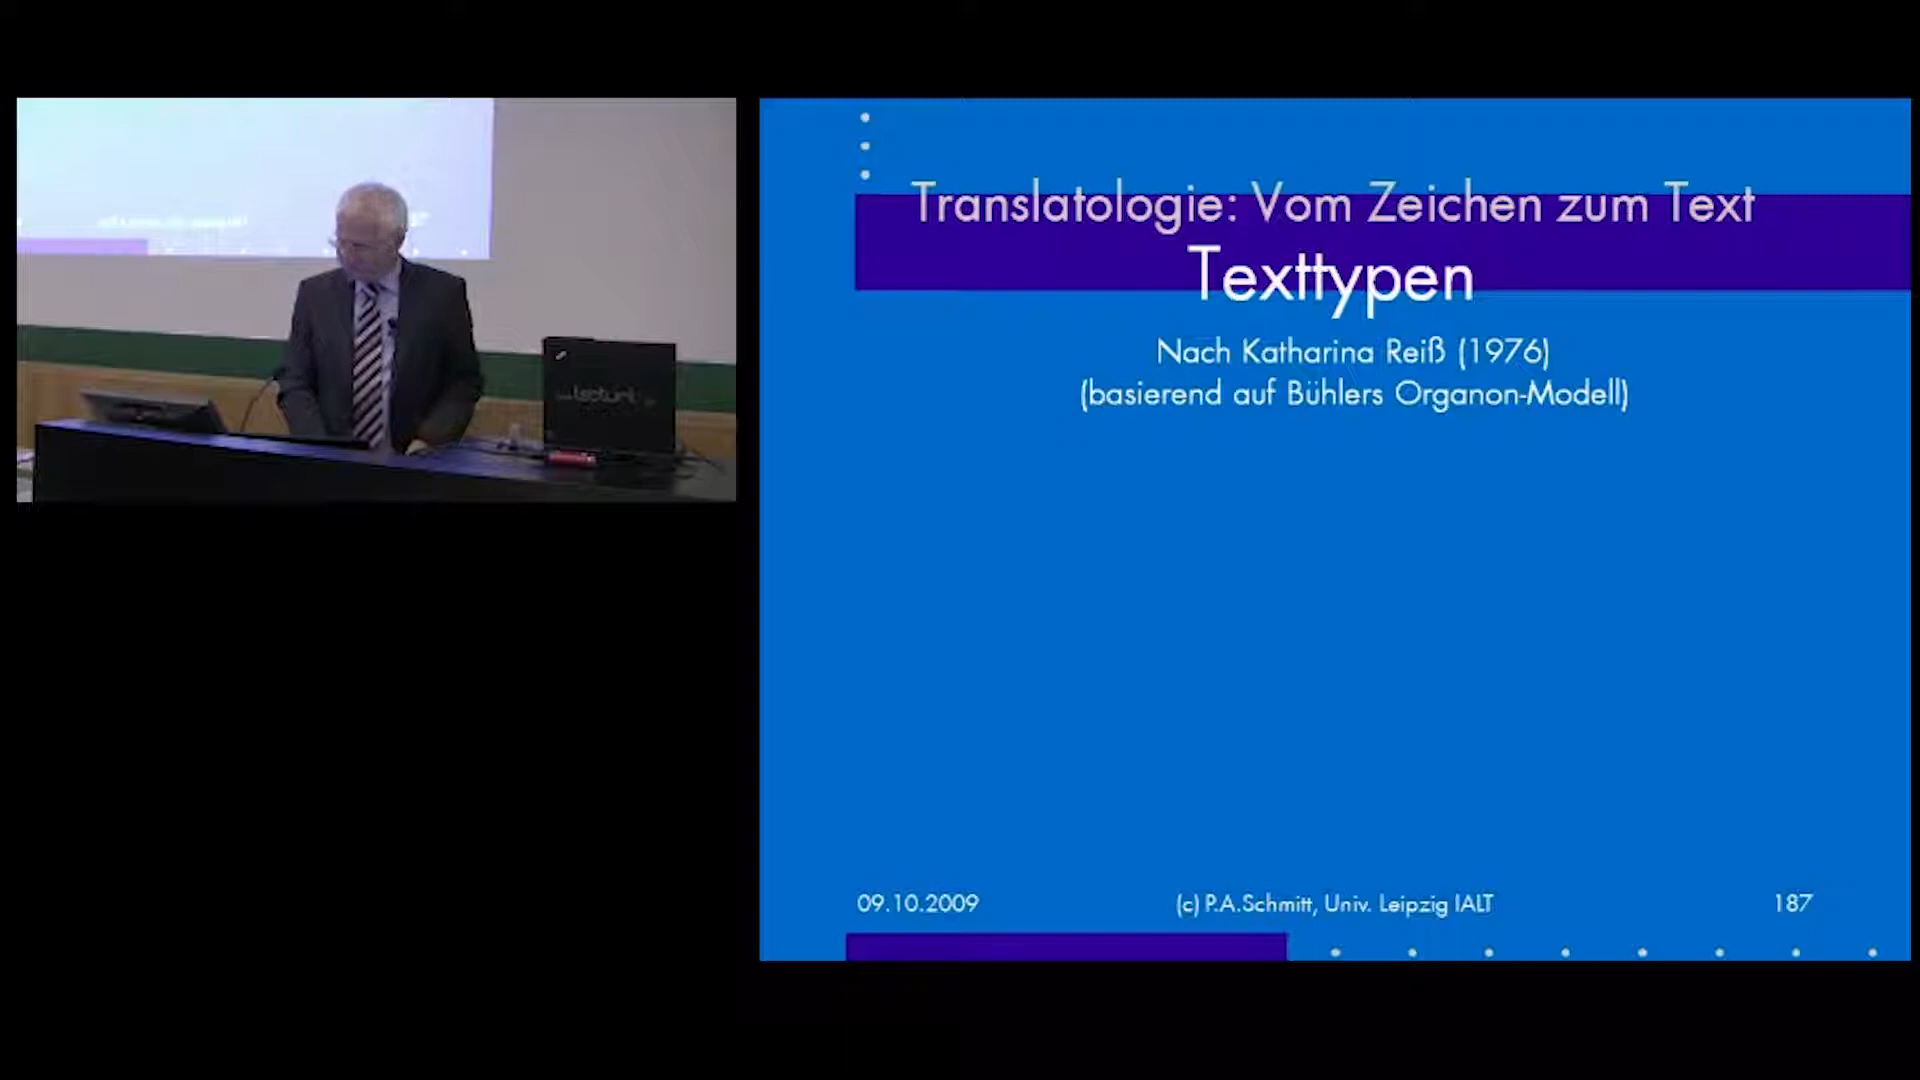 Translatologie: Vom Zeichen zum Text
Texttypen
Nach Katharina Reiß (1976)
(basierend auf Bühlers Organon-Modell)
09.10.2009
(c) P.A.Schmitt, Univ. Leipzig IALT
187